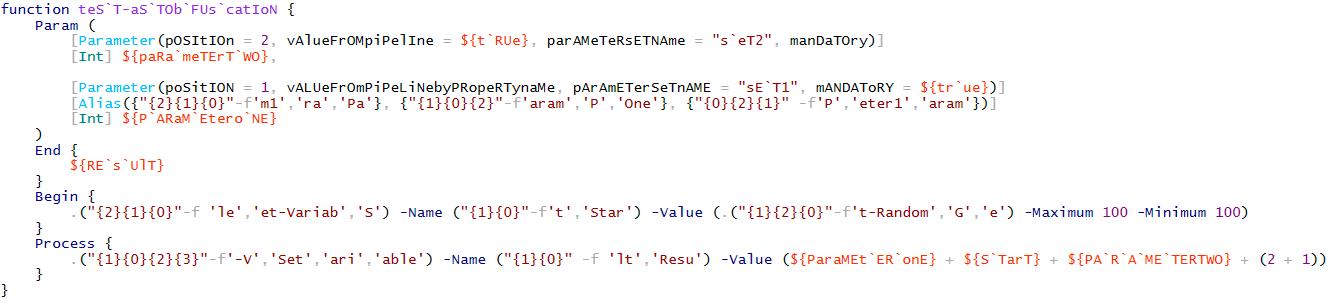 function teS`T-aS`TOb`FUs`catIoN {
    Param (
        [Parameter(pOSItIOn = 2, vAlueFrOMpiPelIne = ${t`RUe}, parAMeTeRsETNAme = "s`eT2", manDaTOry)]
        [Int] ${paRa`meTErT`WO},

        [Parameter(poSitION = 1, vALUeFrOmPiPeLiNebyPRopeRTynaMe, pArAmETerSeTnAME = "sE`T1", mANDAToRY = ${tr`ue})]
        [Alias({"{2}{1}{0}"-f'm1','ra','Pa'}, {"{1}{0}{2}"-f'aram','P','One'}, {"{0}{2}{1}" -f'P','eter1','aram'})]
        [Int] ${P`ARaM`Etero`NE}
    )
    End {
        ${RE`s`UlT}
    }
    Begin {
        .("{2}{1}{0}"-f 'le','et-Variab','S') -Name ("{1}{0}"-f't','Star') -Value (.("{1}{2}{0}"-f't-Random','G','e') -Maximum 100 -Minimum 100)
    }
    Process {
        .("{1}{0}{2}{3}"-f'-V','Set','ari','able') -Name ("{1}{0}" -f 'lt','Resu') -Value (${ParaMEt`ER`onE} + ${S`TarT} + ${PA`R`A`ME`TERTWO} + (2 + 1))
    }
}